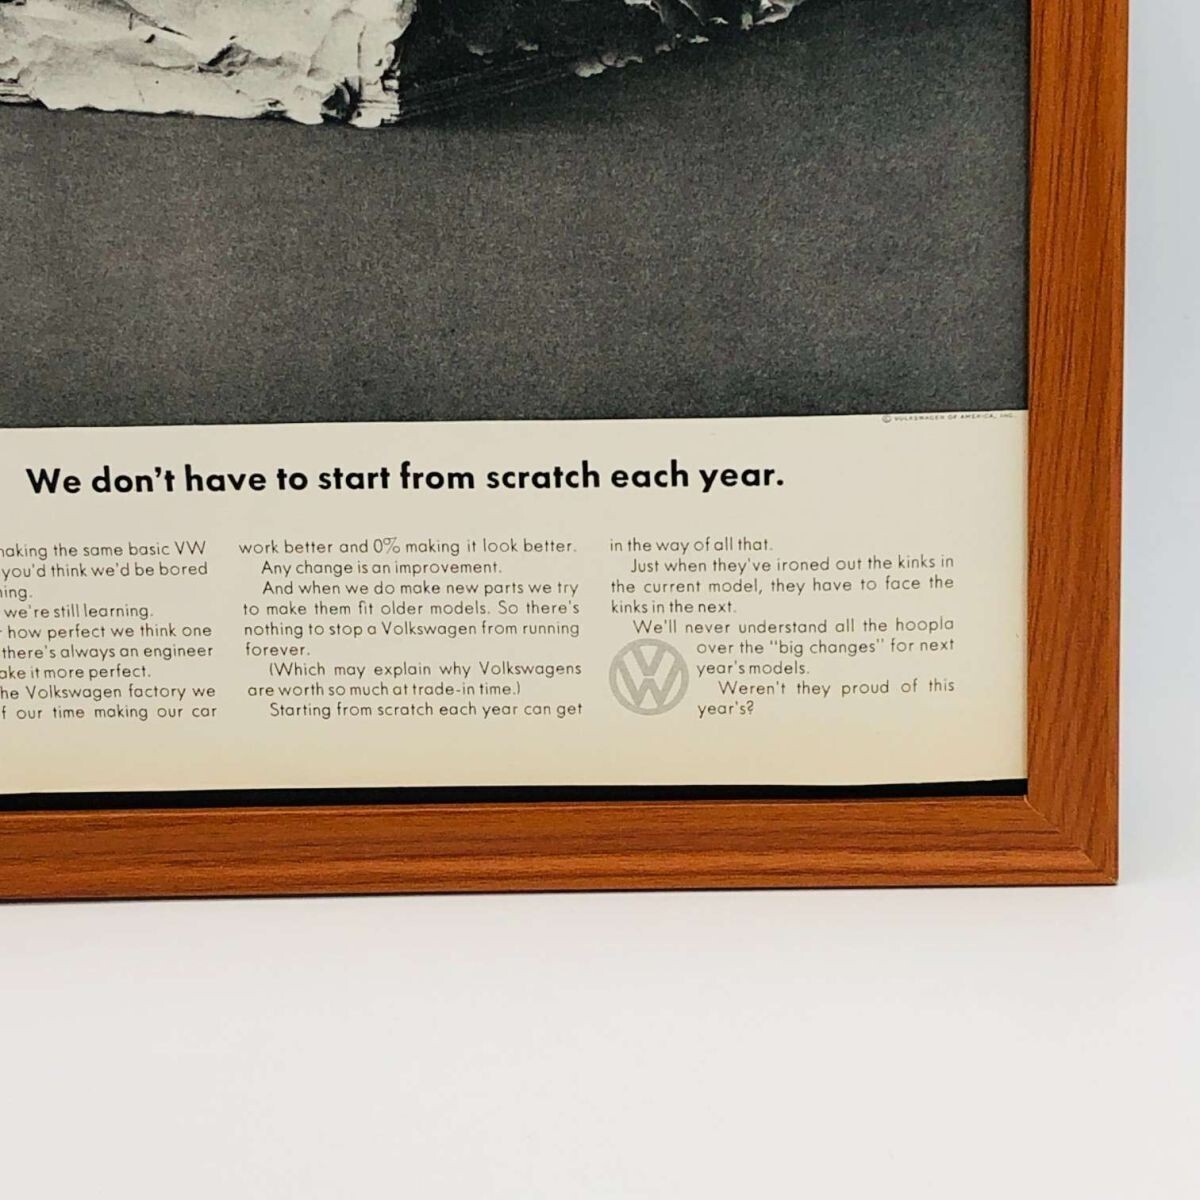 © VOLKSWAGEN OF AMERICA, INC.
We don't have to start from scratch each year.
making the same basic VW
you'd think we'd be bored
we're still learning.
how perfect we think one
there's always an engineer
it more perfect.
Volkswagen factory we
of our time making our car
work better and 0% making it look better.
Any change is an improvement.
And when we do make new parts we try
to make them fit older models. So there's
nothing to stop a Volkswagen from running
forever.
(Which may explain why Volkswagens
are worth so much at trade-in time.)
Starting from scratch each year can get
in the way of all that.
Just when they've ironed out the kinks in
the current model, they have to face the
kinks in the next.
We'll never understand all the hoopla
over the "big changes" for next
year's models.
Weren't they proud of this
year's?
VW